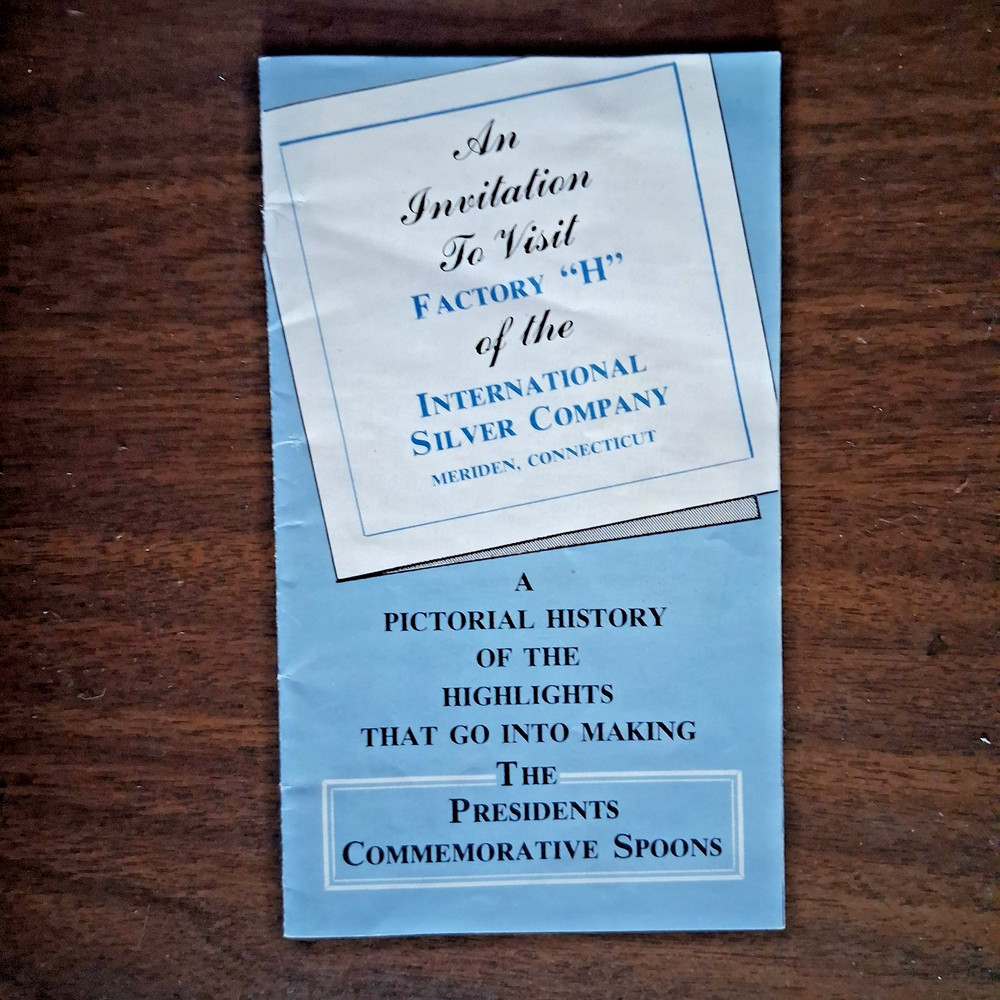 An
Invitation
To Visit
FACTORY “H”
of the
INTERNATIONAL
SILVER COMPANY
MERIDEN, CONNECTICUT
A
PICTORIAL HISTORY
OF THE
HIGHLIGHTS
THAT GO INTO MAKING
THE
PRESIDENTS
COMMEMORATIVE SPOONS